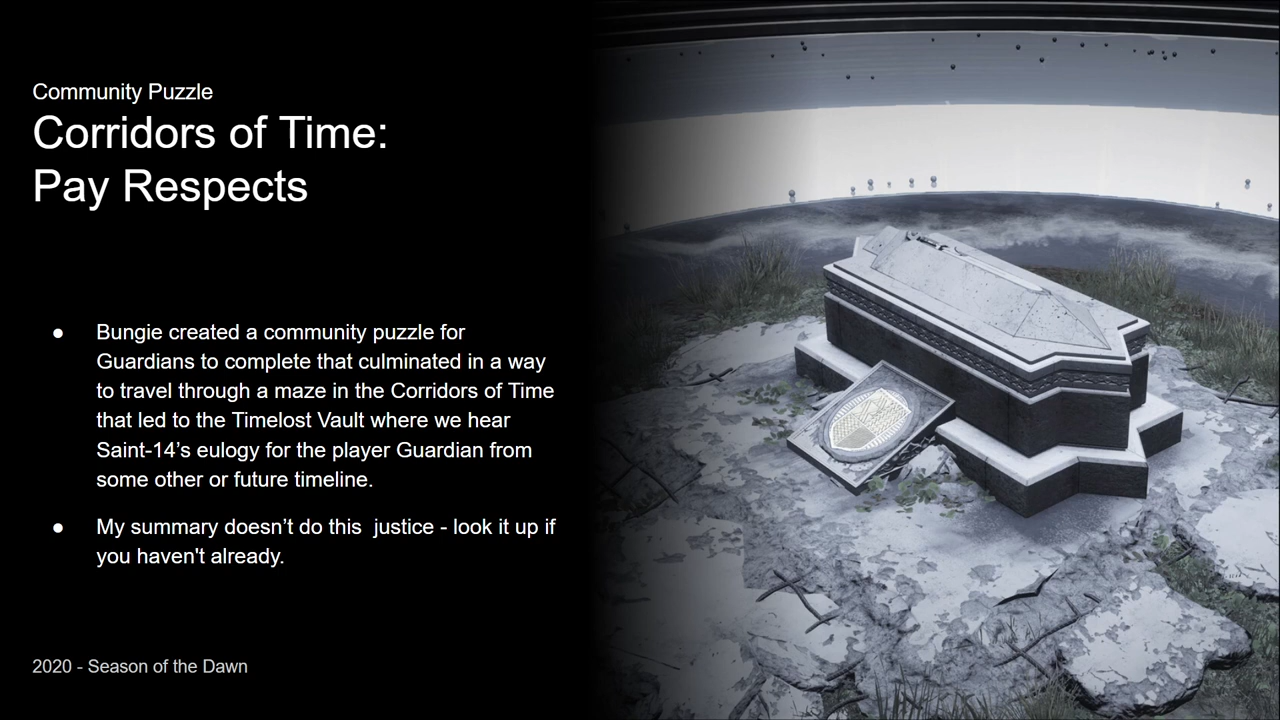 Community Puzzle
Corridors of Time:
Pay Respects
● Bungie created a community puzzle for
Guardians to complete that culminated in a way
to travel through a maze in the Corridors of Time
that led to the Timelost Vault where we hear
Saint-14’s eulogy for the player Guardian from
some other or future timeline.
● My summary doesn’t do this  justice - look it up if
you haven't already.
2020 - Season of the Dawn